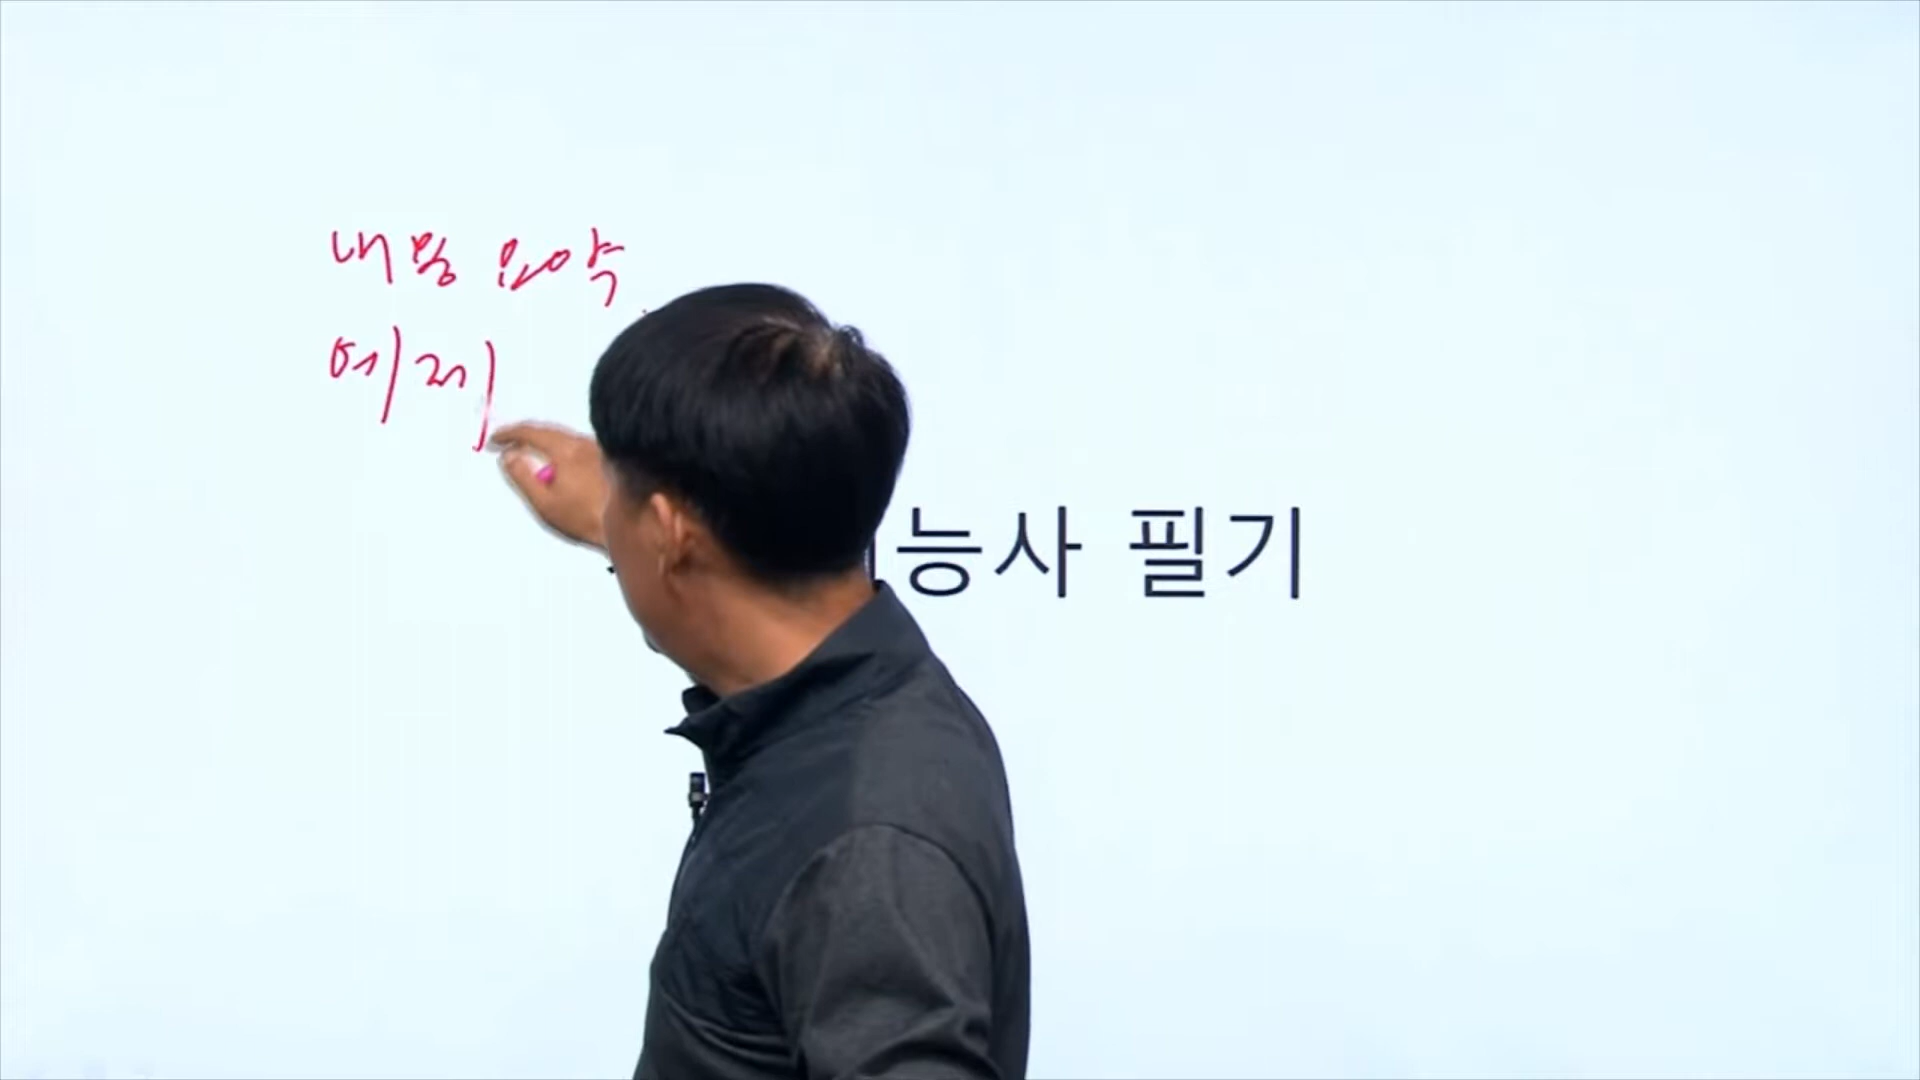 내용 요약
예제
능사 필기